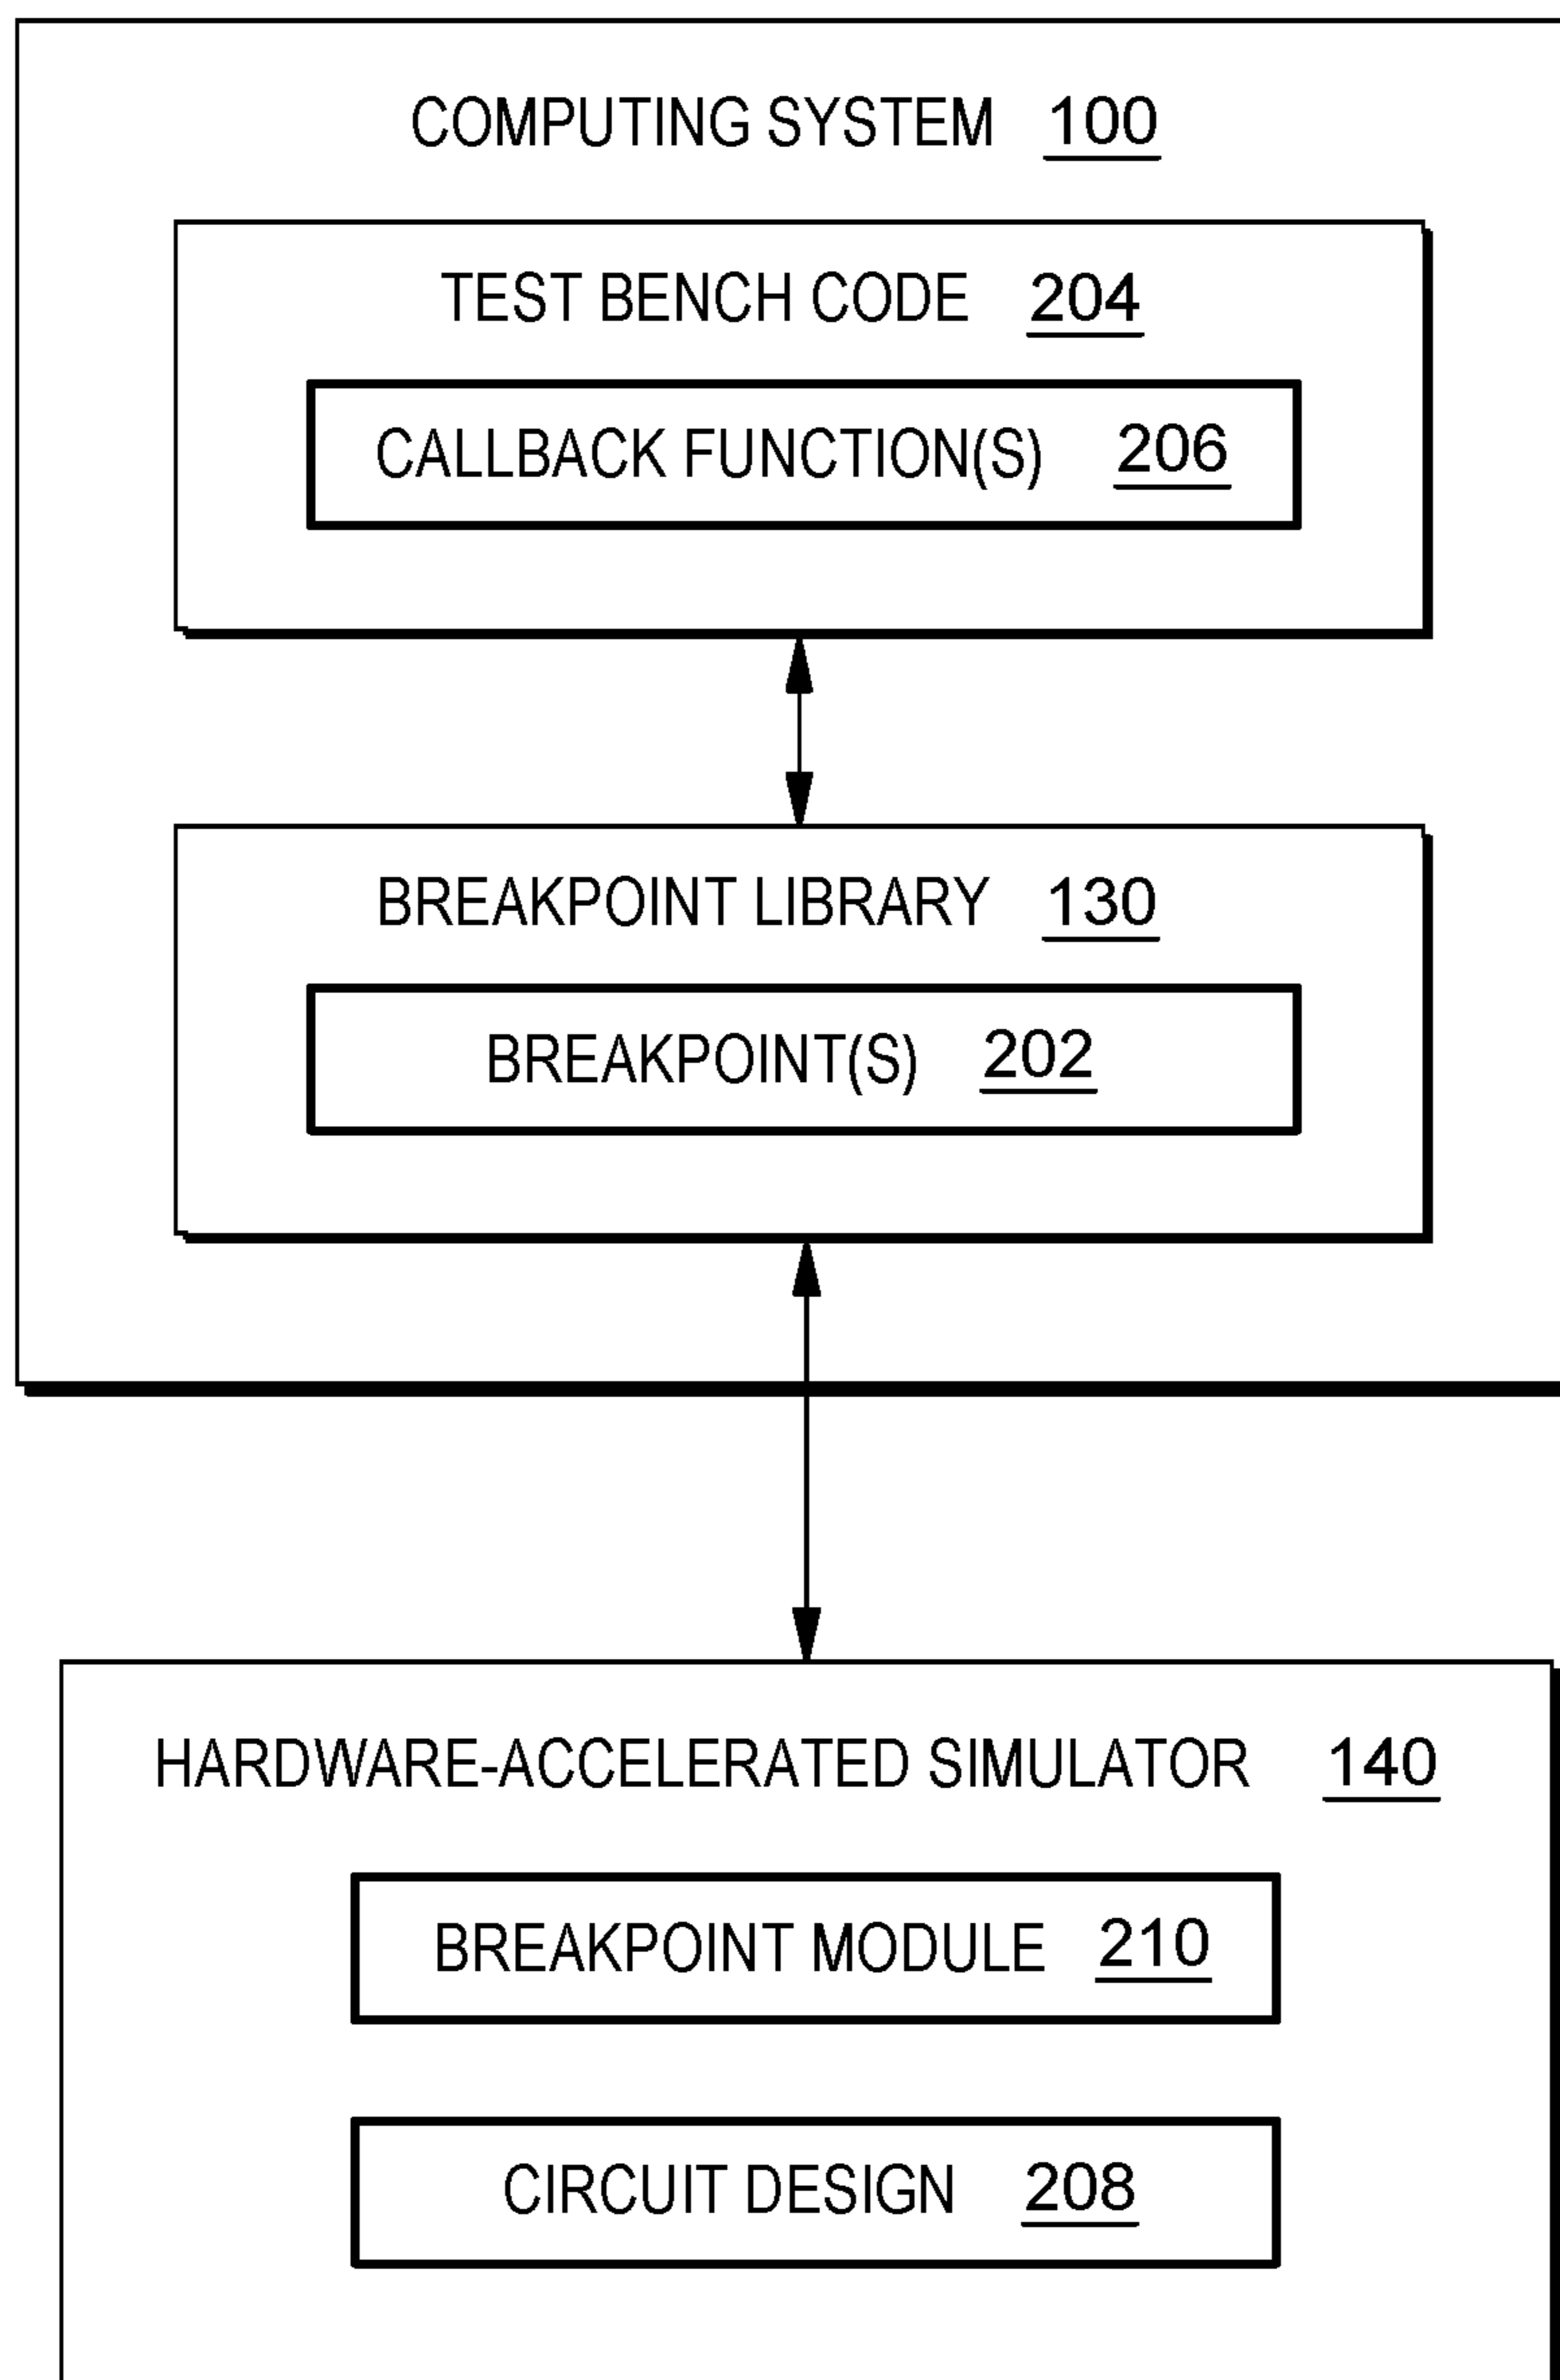 COMPUTING SYSTEM 100
TEST BENCH CODE 204
CALLBACK FUNCTION(S) 206
BREAKPOINT LIBRARY 130
BREAKPOINT(S) 202
HARDWARE-ACCELERATED SIMULATOR 140
BREAKPOINT MODULE 210
CIRCUIT DESIGN 208